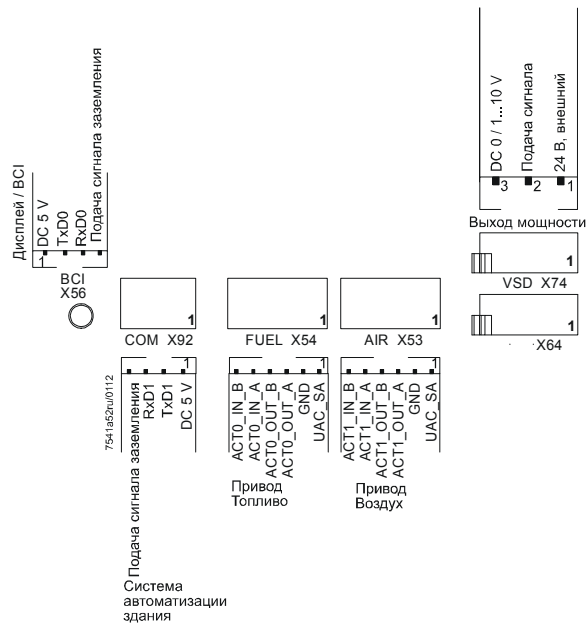 Дисплей / BCI
DC 5 V
TxD0
RxD0
Подача сигнала заземления
1
BCI
X56
DC 0 / 1...10 V
Подача сигнала
24 В, внешний
3
2
1
Выход мощности
1
VSD X74
1
X64
1
COM X92
1
FUEL X54
1
AIR X53
7541a52ru/0112
1
Подача сигнала заземления
RxD1
TxD1
DC 5 V
Система
автоматизации
здания
1
ACT0_IN_B
ACT0_IN_A
ACT0_OUT_B
ACT0_OUT_A
GND
UAC_SA
Привод
Топливо
1
ACT1_IN_B
ACT1_IN_A
ACT1_OUT_B
ACT1_OUT_A
GND
UAC_SA
Привод
Воздух